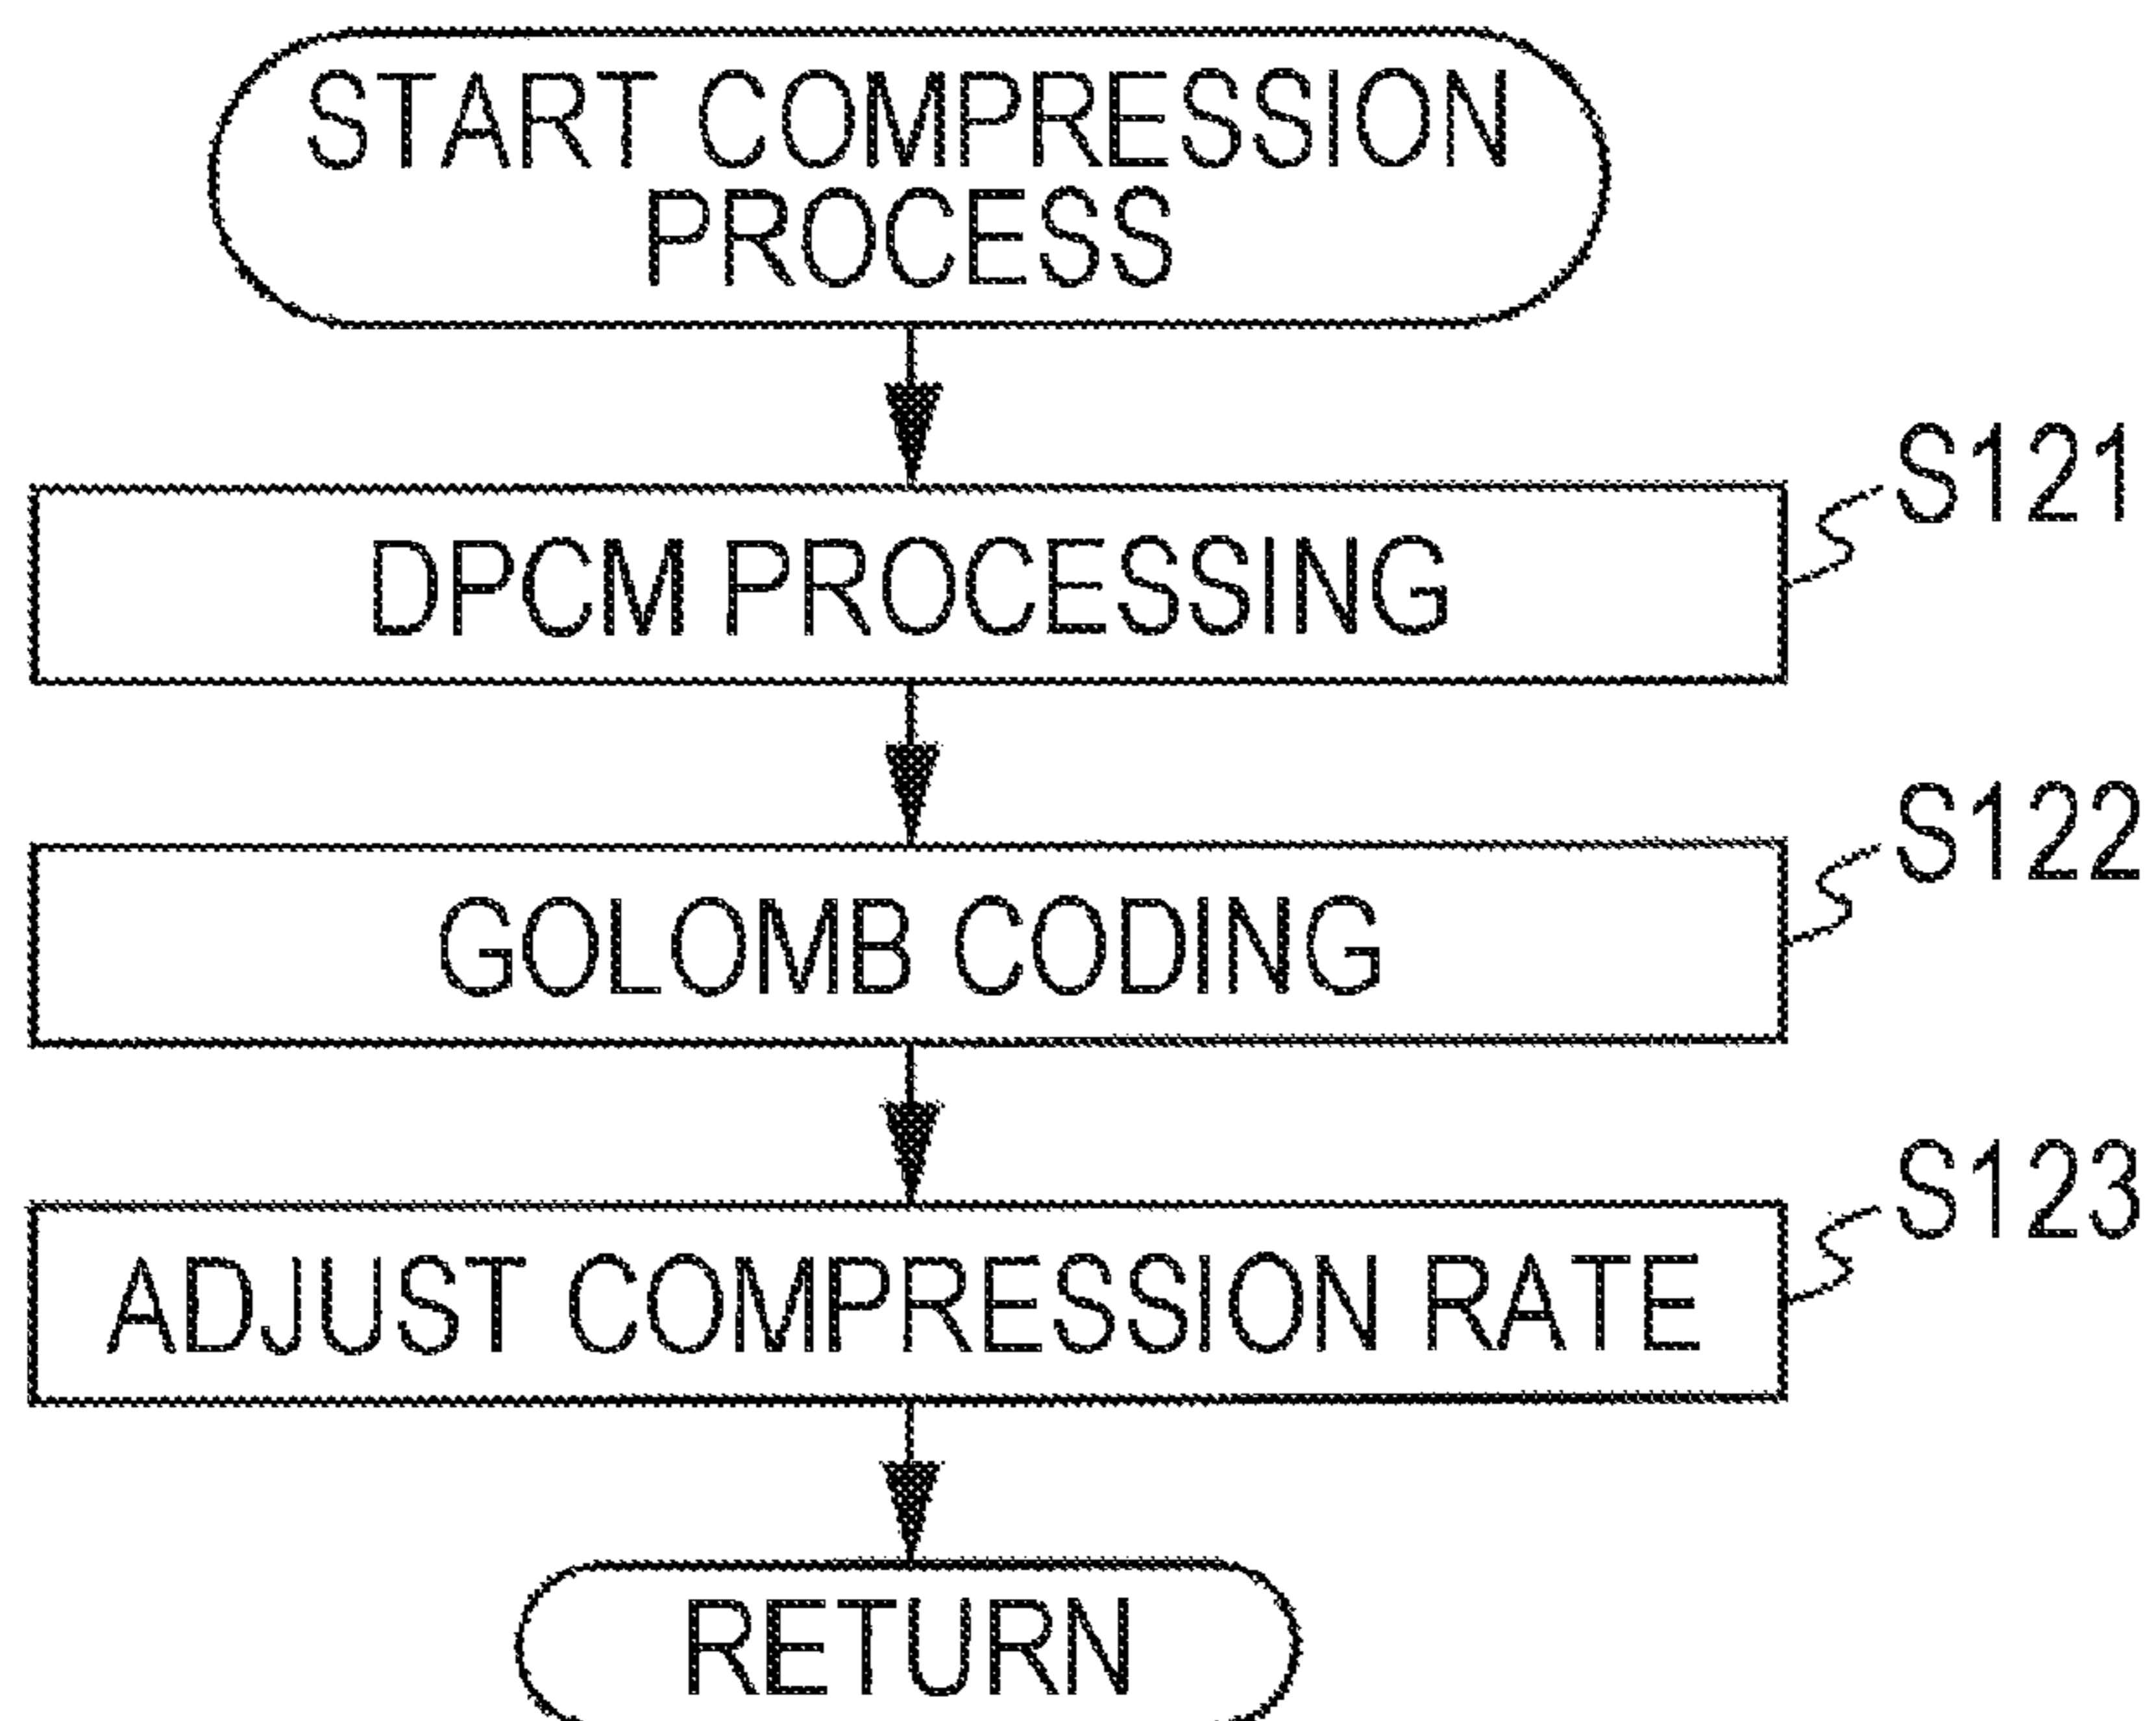 START COMPRESSION
PROCESS
S121
DPCM PROCESSING
S122
GOLOMB CODING
S123
ADJUST COMPRESSION RATE
RETURN